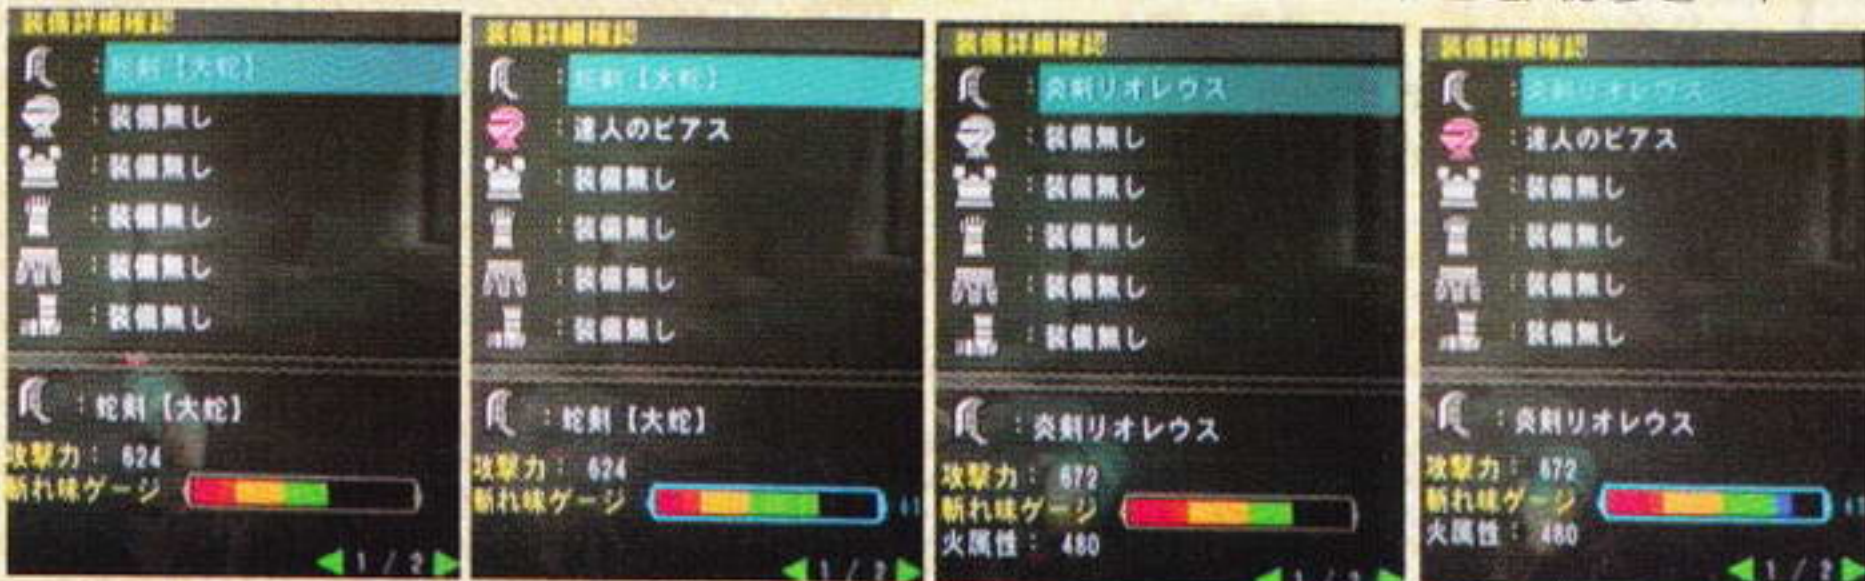 装備詳細確認
：蛇剣【大蛇】
：装備無し
：装備無し
：装備無し
：装備無し
：装備無し
：蛇剣【大蛇】
攻撃力： 624
斬れ味ゲージ
1 / 2
装備詳細確認
：蛇剣【大蛇】
：達人のピアス
：装備無し
：装備無し
：装備無し
：装備無し
：蛇剣【大蛇】
攻撃力： 624
斬れ味ゲージ
1 / 2
装備詳細確認
：炎剣リオレウス
：装備無し
：装備無し
：装備無し
：装備無し
：装備無し
：炎剣リオレウス
攻撃力： 672
斬れ味ゲージ
火属性： 480
1 / 2
装備詳細確認
：炎剣リオレウス
：達人のピアス
：装備無し
：装備無し
：装備無し
：装備無し
：炎剣リオレウス
攻撃力： 672
斬れ味ゲージ
火属性： 480
1 / 2